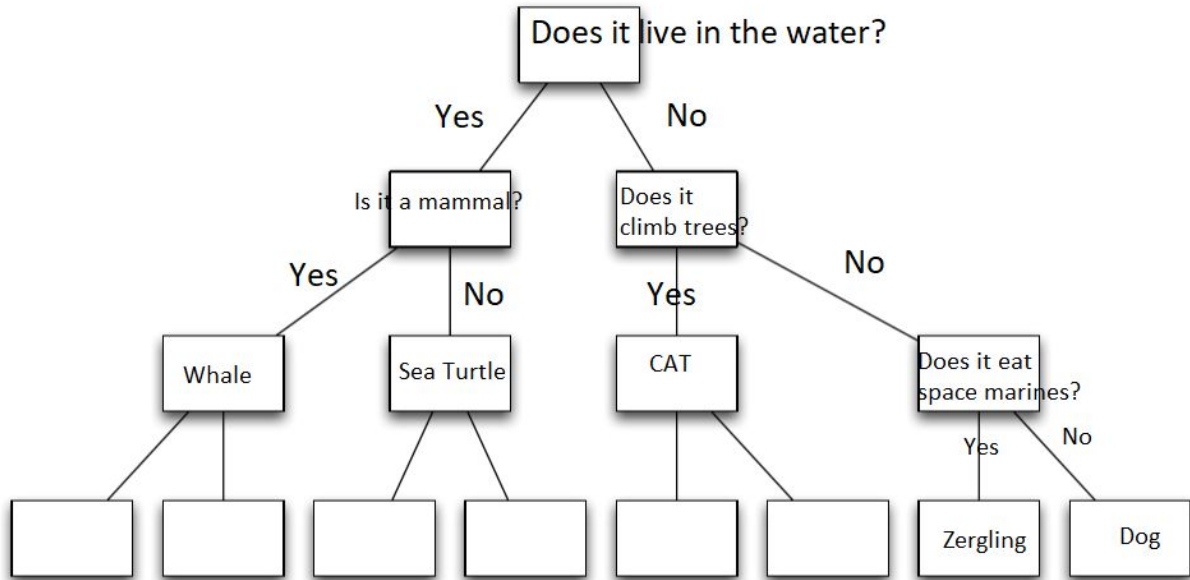 Does it live in the water?
Yes
No
Is it a mammal?
Does it
climb trees?
Yes
No
Yes
No
Whale
Sea Turtle
CAT
Does it eat
space marines?
Yes
No
Zergling
Dog